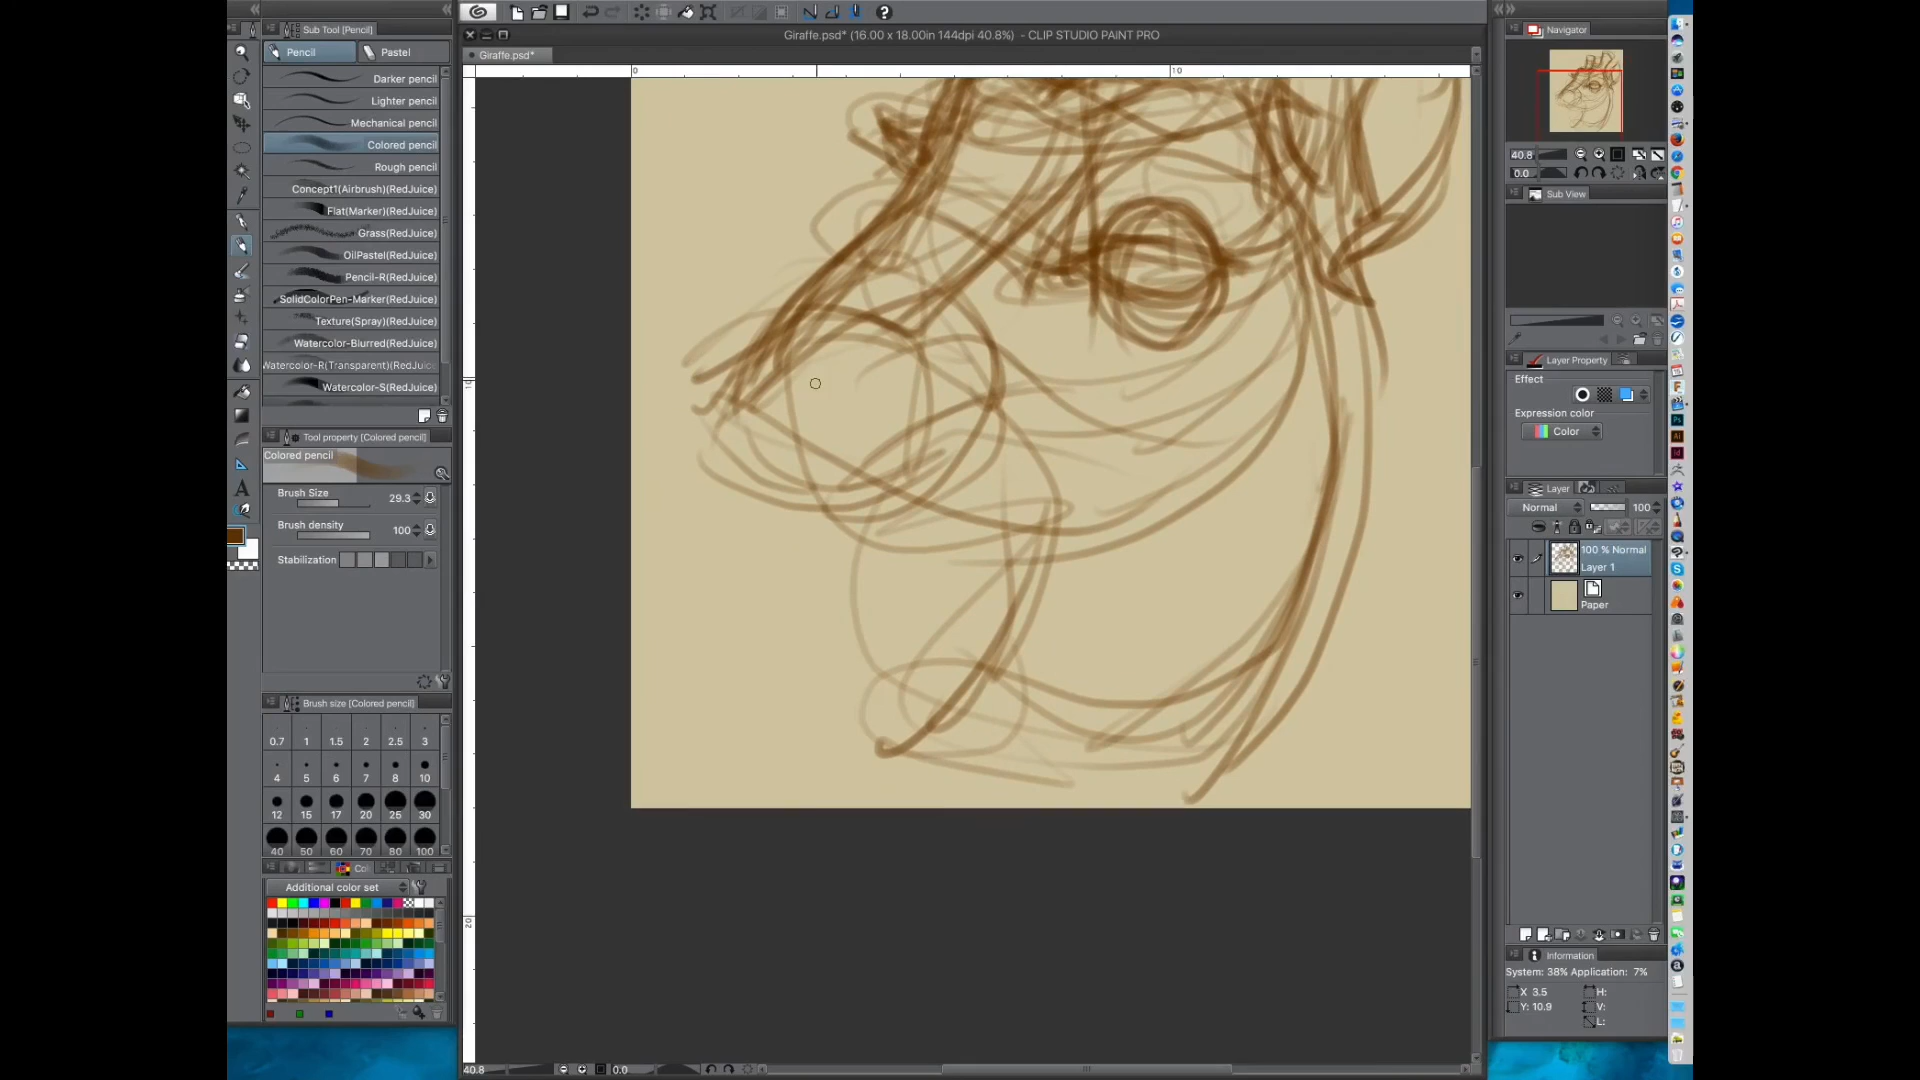 Sub Tool [Pencil]
Pencil
Pastel
Darker pencil
Lighter pencil
Mechanical pencil
Colored pencil
Rough pencil
Concept1(Airbrush)(RedJuice)
Flat(Marker)(RedJuice)
Grass(RedJuice)
OilPastel(RedJuice)
Pencil-R(RedJuice)
SolidColorPen-Marker(RedJuice)
Texture(Spray)(RedJuice)
Watercolor-Blurred(RedJuice)
Watercolor-R(Transparent)(RedJuice)
Watercolor-S(RedJuice)
Tool property [Colored pencil]
Colored pencil
Brush Size 29.3
Brush density 100
Stabilization
Brush size [Colored pencil]
0.7 1 1.5 2 2.5 3
4 5 6 7 8 10
12 15 17 20 25 30
40 50 60 70 80 100
Additional color set
Giraffe.psd* (16.00 x 18.00in 144dpi 40.8%) - CLIP STUDIO PAINT PRO
Giraffe.psd*
0 10
20
40.8 0.0
Navigator
40.8
0.0
Sub View
Layer Property
Effect
Expression color
Color
Layer
Normal 100
100 % Normal
Layer 1
Paper
Information
System: 38% Application: 7%
X 3.5 H:
Y: 10.9 V:
L: